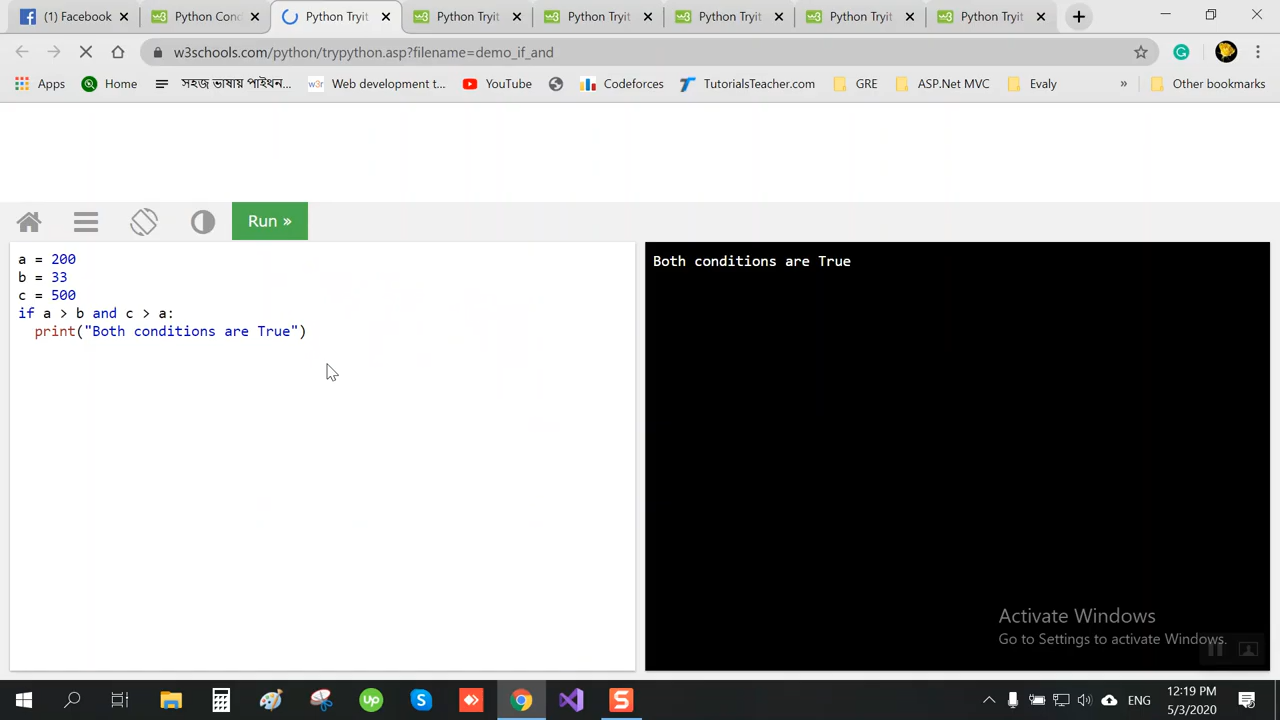 (1) Facebook
Python Con
Python Tryit
Python Tryit
Python Tryit
Python Tryit
Python Tryit
Python Tryit
w3schools.com/python/trypython.asp?filename=demo_if_and
Apps
Home
সহজ ভাষায় পাইথন...
w3r
Web development t...
YouTube
Codeforces
TutorialsTeacher.com
GRE
ASP.Net MVC
Evaly
»
Other bookmarks
Run »
a = 200
b = 33
c = 500
if a > b and c > a:
print("Both conditions are True")
Both conditions are True
Activate Windows
Go to Settings to activate Windows.
ENG
12:19 PM
5/3/2020